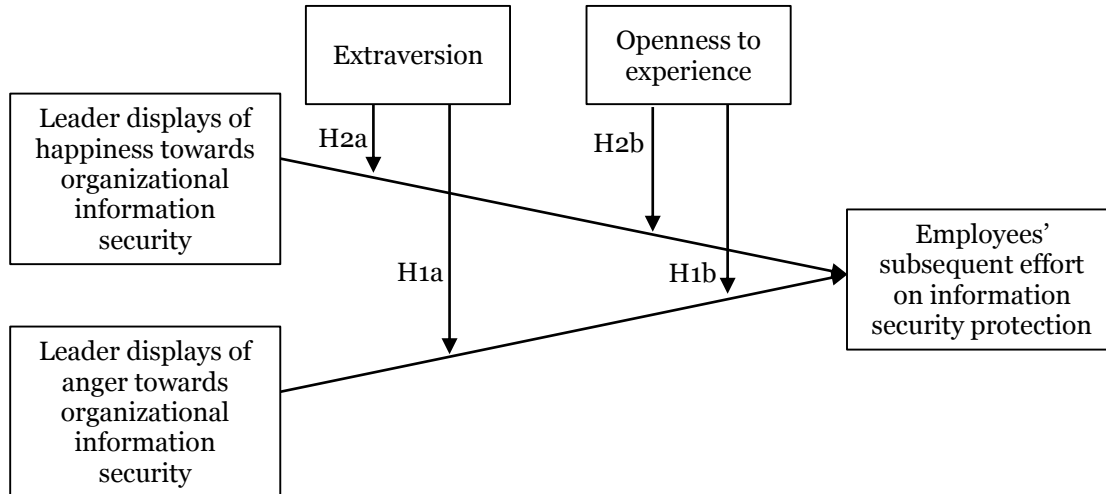 Extraversion
Openness to
experience
Leader displays of
happiness towards
organizational
information
security
H2a
H2b
H1a
H1b
Employees’
subsequent effort
on information
security protection
Leader displays of
anger towards
organizational
information
security